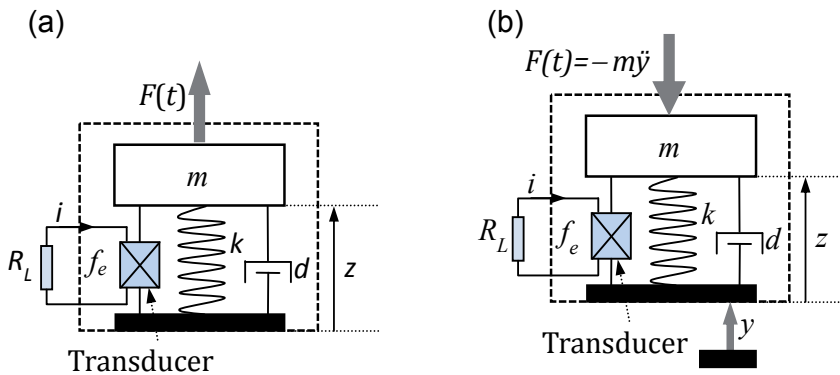 (a)
F(t)
m
i
R_L
f_e
k
d
z
Transducer
(b)
F(t)=−mÿ
m
i
R_L
f_e
k
d
z
y
Transducer